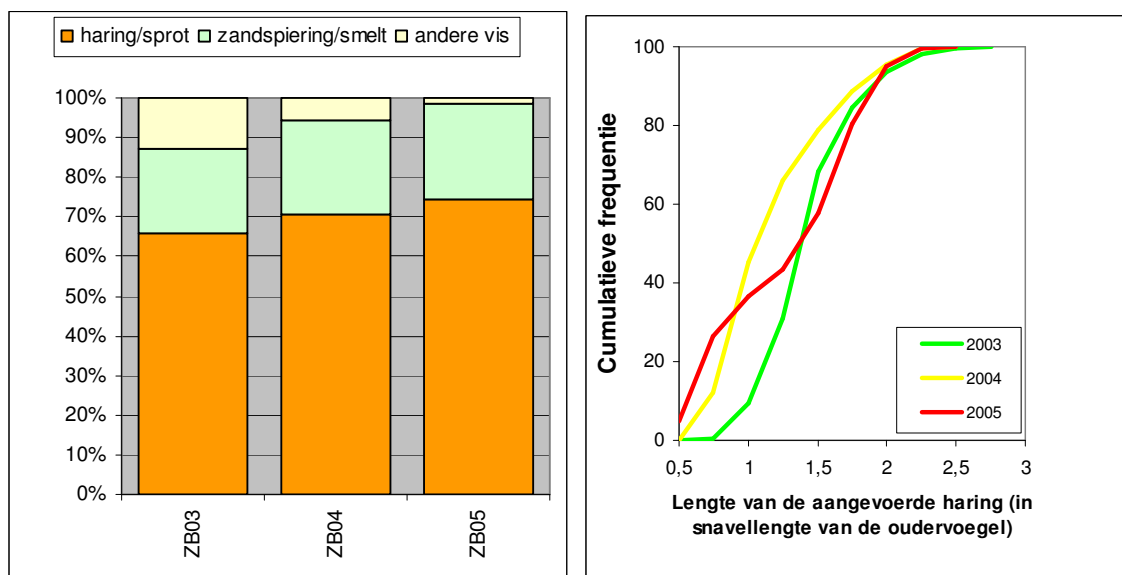 haring/sprot zandspiering/smelt andere vis
100%
90%
80%
70%
60%
50%
40%
30%
20%
10%
0%
ZB03
ZB04
ZB05
Cumulatieve frequentie
100
80
60
40
20
0
0,5 1 1,5 2 2,5 3
2003
2004
2005
Lengte van de aangevoerde haring (in
snavellengte van de oudervoegel)